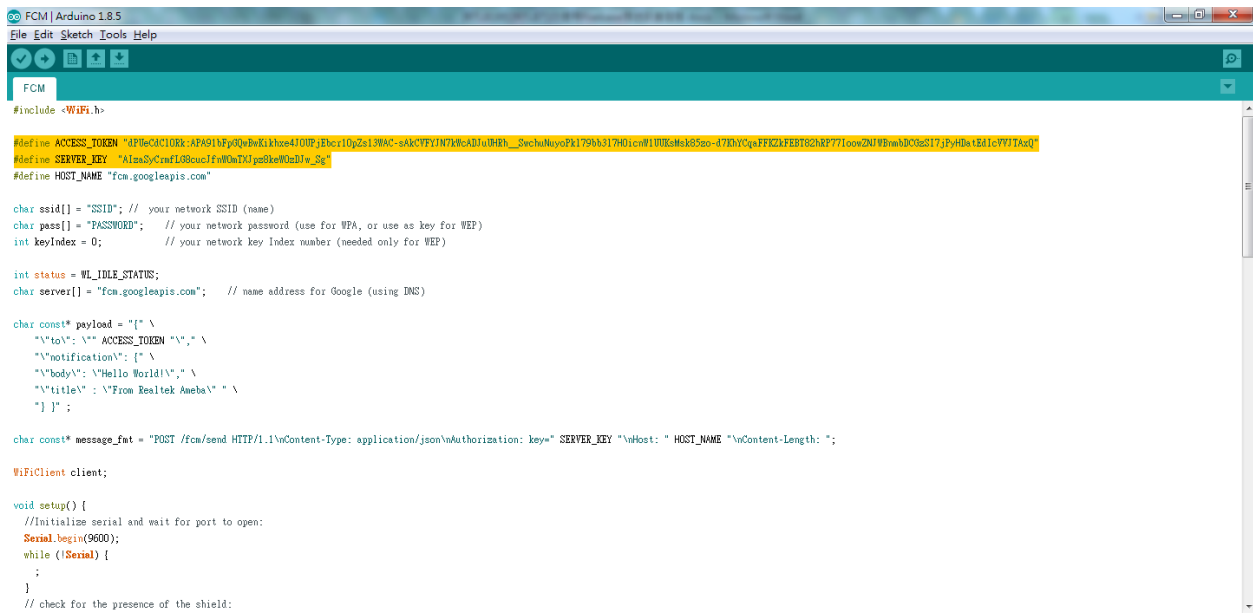 FCM | Arduino 1.8.5
File Edit Sketch Tools Help
FCM
#include <WiFi.h>
#define ACCESS_TOKEN "dPUeCdC1ORk:APA91bFpGQwBwKikhxe4JOUPjEbcr10pZs13WAC-sAkCVFYJN7kWcADJuUHRh__SwchuNuyoPk179bb317H0icnW1UUKsMsk85zo-d7KhYCqaFFKZkFEBT82hRP77IoowZNJWBnmbDCGzSI7jPyHDatEdIcVVJTAxQ"
#define SERVER_KEY  "AIzaSyCrmfLG8cucJfnWOmTXJpz8keWOzDJw_Sg"
#define HOST_NAME "fcm.googleapis.com"
char ssid[] = "SSID"; //  your network SSID (name)
char pass[] = "PASSWORD";    // your network password (use for WPA, or use as key for WEP)
int keyIndex = 0;            // your network key Index number (needed only for WEP)
int status = WL_IDLE_STATUS;
char server[] = "fcm.googleapis.com";    // name address for Google (using DNS)
char const* payload = "{" \
    "\"to\": \"" ACCESS_TOKEN "\"," \
    "\"notification\": {" \
    "\"body\": \"Hello World!\"," \
    "\"title\" : \"From Realtek Ameba\" " \
    "} }" ;
char const* message_fmt = "POST /fcm/send HTTP/1.1\nContent-Type: application/json\nAuthorization: key=" SERVER_KEY "\nHost: " HOST_NAME "\nContent-Length: ";
WiFiClient client;
void setup() {
  //Initialize serial and wait for port to open:
  Serial.begin(9600);
  while (!Serial) {
    ;
  }
  // check for the presence of the shield: